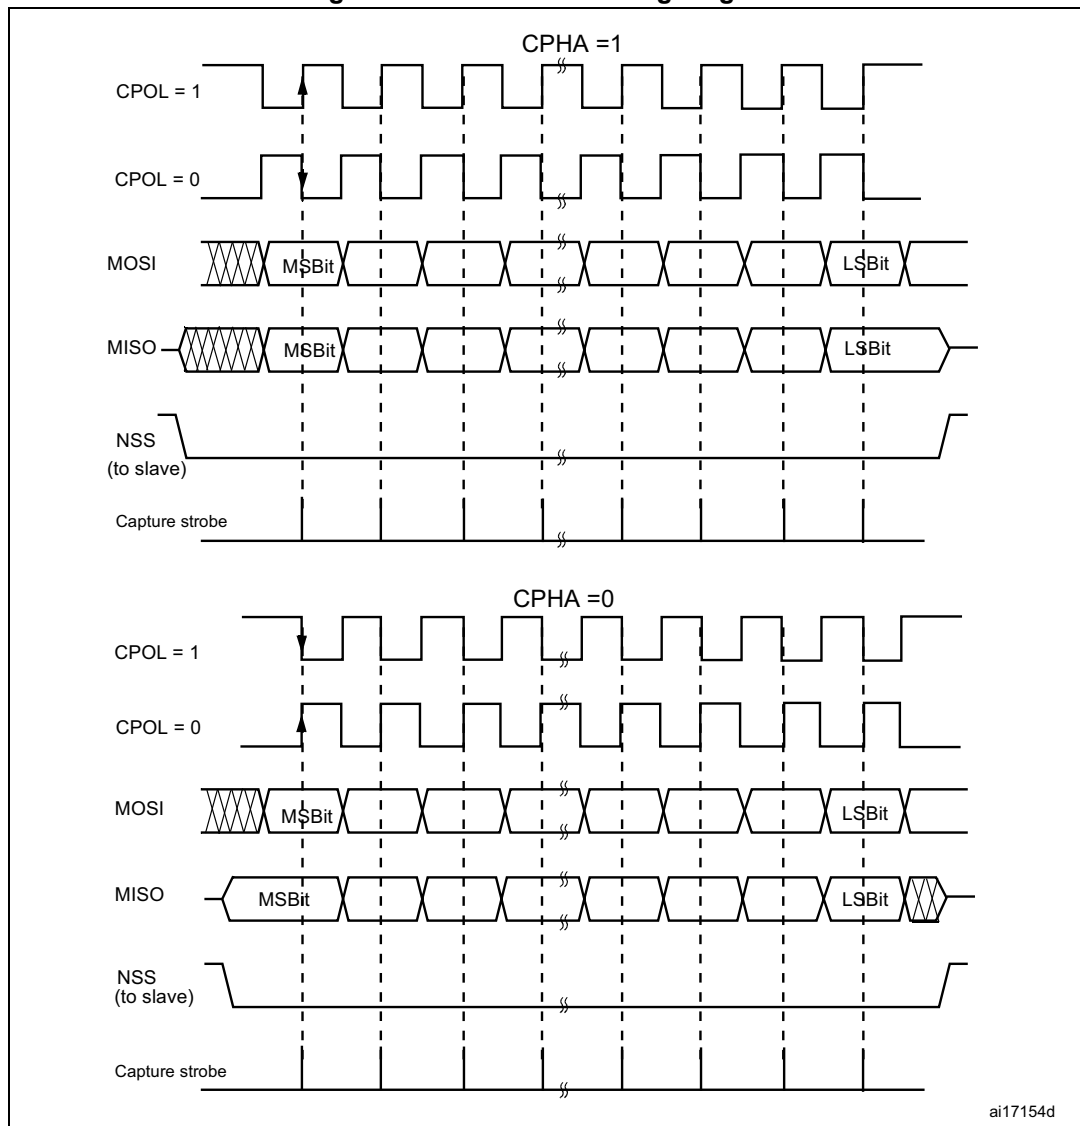 CPHA =1
CPOL = 1
CPOL = 0
MOSI
MSBit
LSBit
MISO
MSBit
LSBit
NSS
(to slave)
Capture strobe
CPHA =0
CPOL = 1
CPOL = 0
MOSI
MSBit
LSBit
MISO
MSBit
LSBit
NSS
(to slave)
Capture strobe
ai17154d